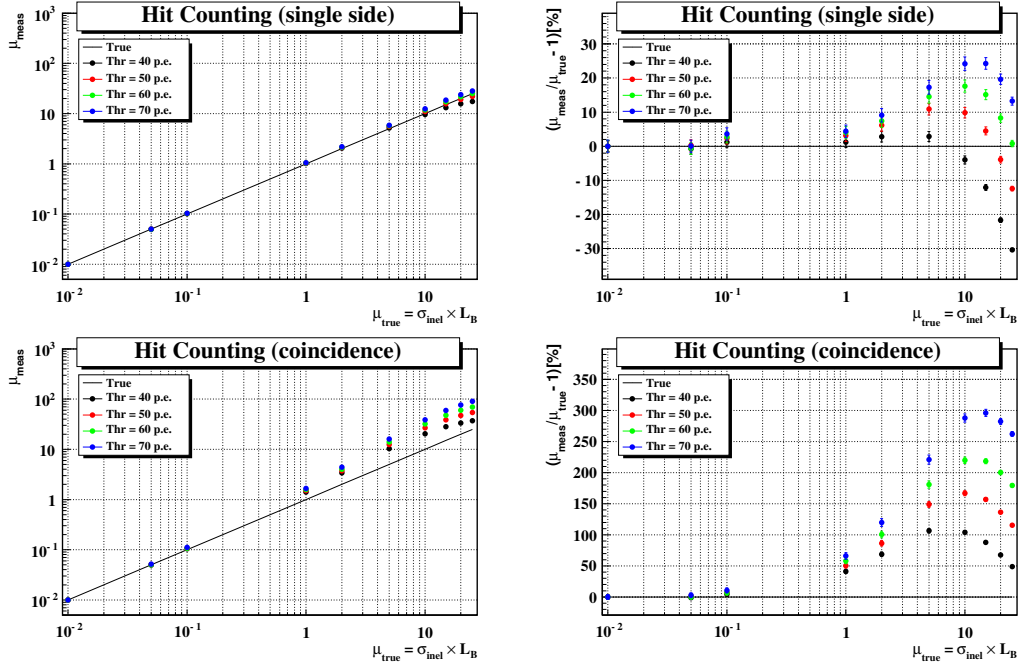 Hit Counting (single side)
μmeas
True
Thr = 40 p.e.
Thr = 50 p.e.
Thr = 60 p.e.
Thr = 70 p.e.
10³
10²
10
1
10⁻¹
10⁻²
10⁻² 10⁻¹ 1 10
μtrue = σinel × LB
Hit Counting (single side)
(μmeas/μtrue - 1)[%]
True
Thr = 40 p.e.
Thr = 50 p.e.
Thr = 60 p.e.
Thr = 70 p.e.
30
20
10
0
- 10
- 20
- 30
10⁻² 10⁻¹ 1 10
μtrue = σinel × LB
Hit Counting (coincidence)
μmeas
True
Thr = 40 p.e.
Thr = 50 p.e.
Thr = 60 p.e.
Thr = 70 p.e.
10³
10²
10
1
10⁻¹
10⁻²
10⁻² 10⁻¹ 1 10
μtrue = σinel × LB
Hit Counting (coincidence)
(μmeas/μtrue - 1)[%]
True
Thr = 40 p.e.
Thr = 50 p.e.
Thr = 60 p.e.
Thr = 70 p.e.
350
300
250
200
150
100
50
0
10⁻² 10⁻¹ 1 10
μtrue = σinel × LB